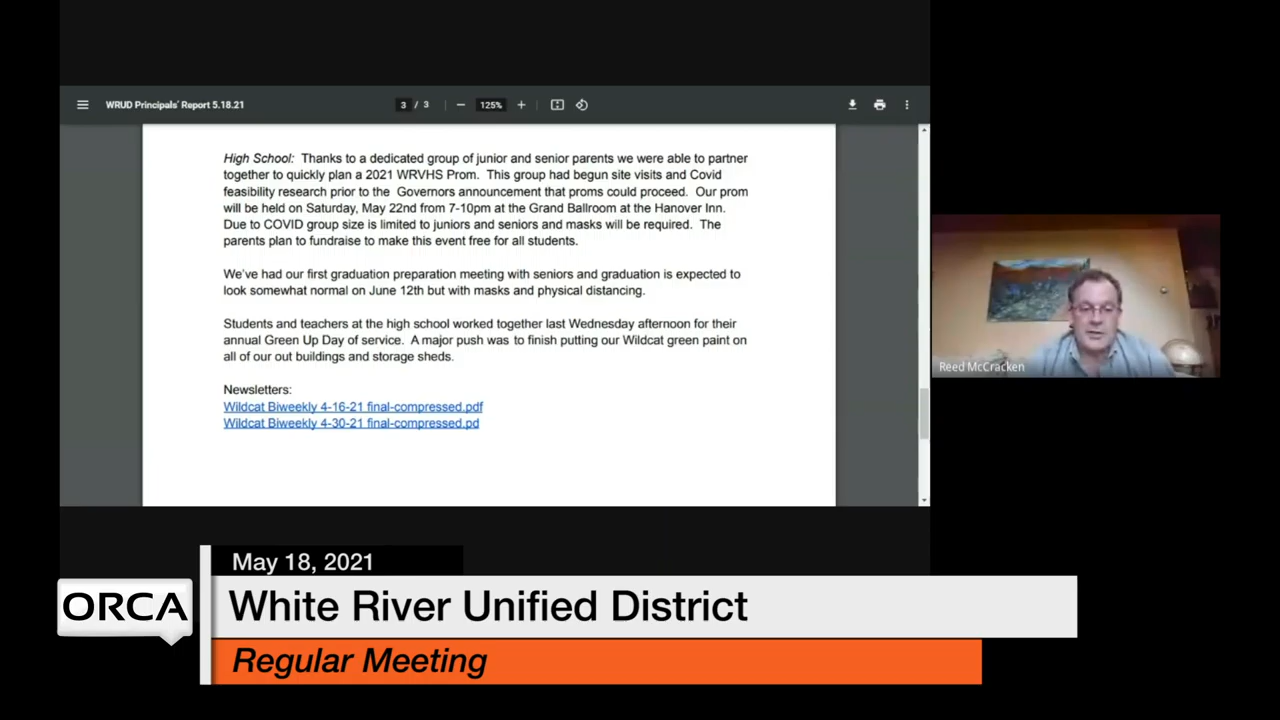 WRUD Principals' Report 5.18.21
3 / 3
125%
High School: Thanks to a dedicated group of junior and senior parents we were able to partner
together to quickly plan a 2021 WRVHS Prom. This group had begun site visits and Covid
feasibility research prior to the Governors announcement that proms could proceed. Our prom
will be held on Saturday, May 22nd from 7-10pm at the Grand Ballroom at the Hanover Inn.
Due to COVID group size is limited to juniors and seniors and masks will be required. The
parents plan to fundraise to make this event free for all students.
We've had our first graduation preparation meeting with seniors and graduation is expected to
look somewhat normal on June 12th but with masks and physical distancing.
Students and teachers at the high school worked together last Wednesday afternoon for their
annual Green Up Day of service. A major push was to finish putting our Wildcat green paint on
all of our out buildings and storage sheds.
Newsletters:
Wildcat Biweekly 4-16-21 final-compressed.pdf
Wildcat Biweekly 4-30-21 final-compressed.pd
Reed McCracken
May 18, 2021
ORCA
White River Unified District
Regular Meeting